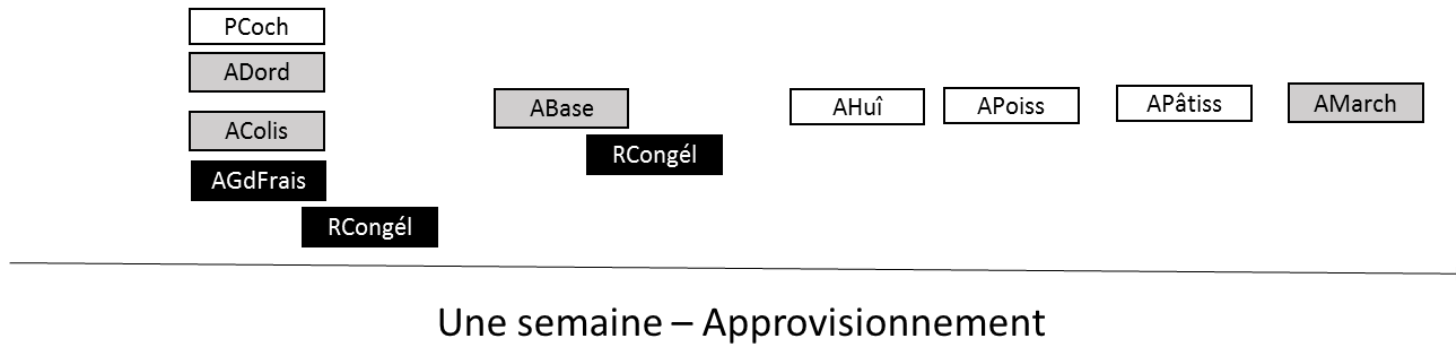 PCoch
ADord
AColis
AGdFrais
RCongél
ABase
RCongél
AHuî
APoiss
APâtiss
AMarch
Une semaine – Approvisionnement